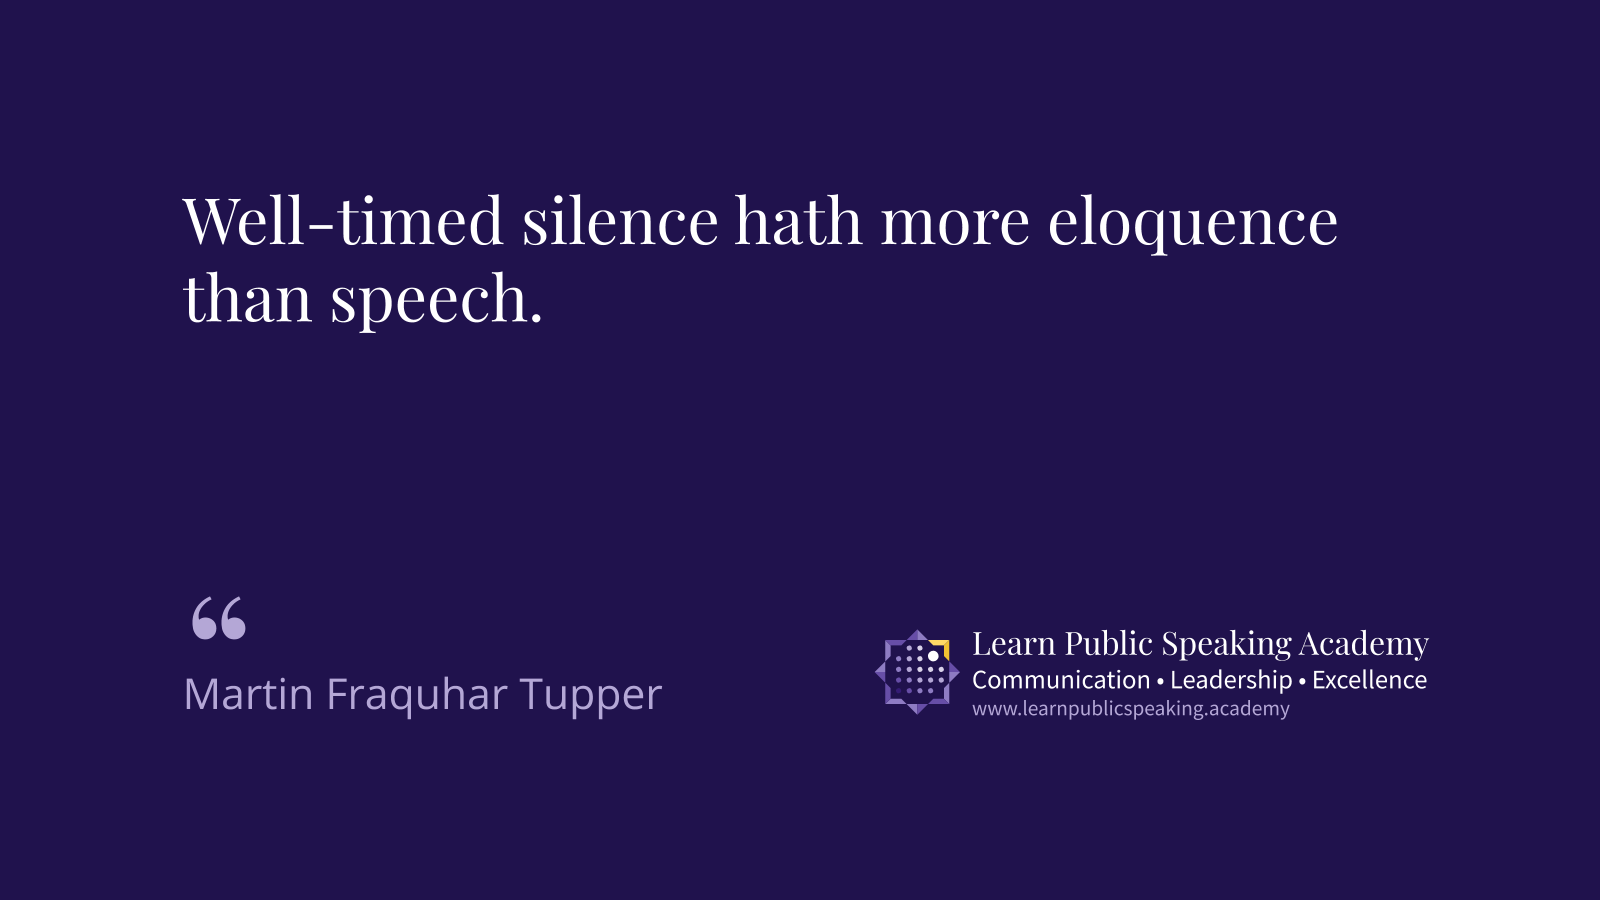 Well-timed silence hath more eloquence
than speech.
“
Martin Fraquhar Tupper
Learn Public Speaking Academy
Communication • Leadership • Excellence
www.learnpublicspeaking.academy